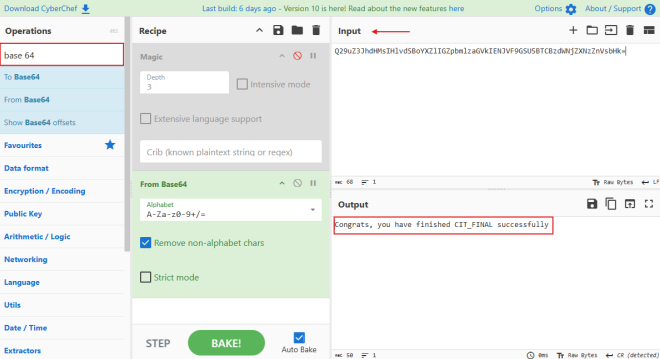 Download CyberChef
Last build: 6 days ago - Version 10 is here! Read about the new features here
Options
About / Support
Operations
base 64
To Base64
From Base64
Show Base64 offsets
Favourites
Data format
Encryption / Encoding
Public Key
Arithmetic / Logic
Networking
Language
Utils
Date / Time
Extractors
Recipe
Magic
Depth
3
Intensive mode
Extensive language support
Crib (known plaintext string or regex)
From Base64
Alphabet
A-Za-z0-9+/=
Remove non-alphabet chars
Strict mode
STEP
BAKE!
Auto Bake
Input
Q29uZ3JhdHMsIHlvdSBoYXZlIGZpbmlzaGVkIENJVF9GSU5BTCBzdWNjZXNzZnVsbHk=
REC 68 1
Raw Bytes LF
Output
Congrats, you have finished CIT_FINAL successfully
REC 50 1
0ms Raw Bytes CR (detected)